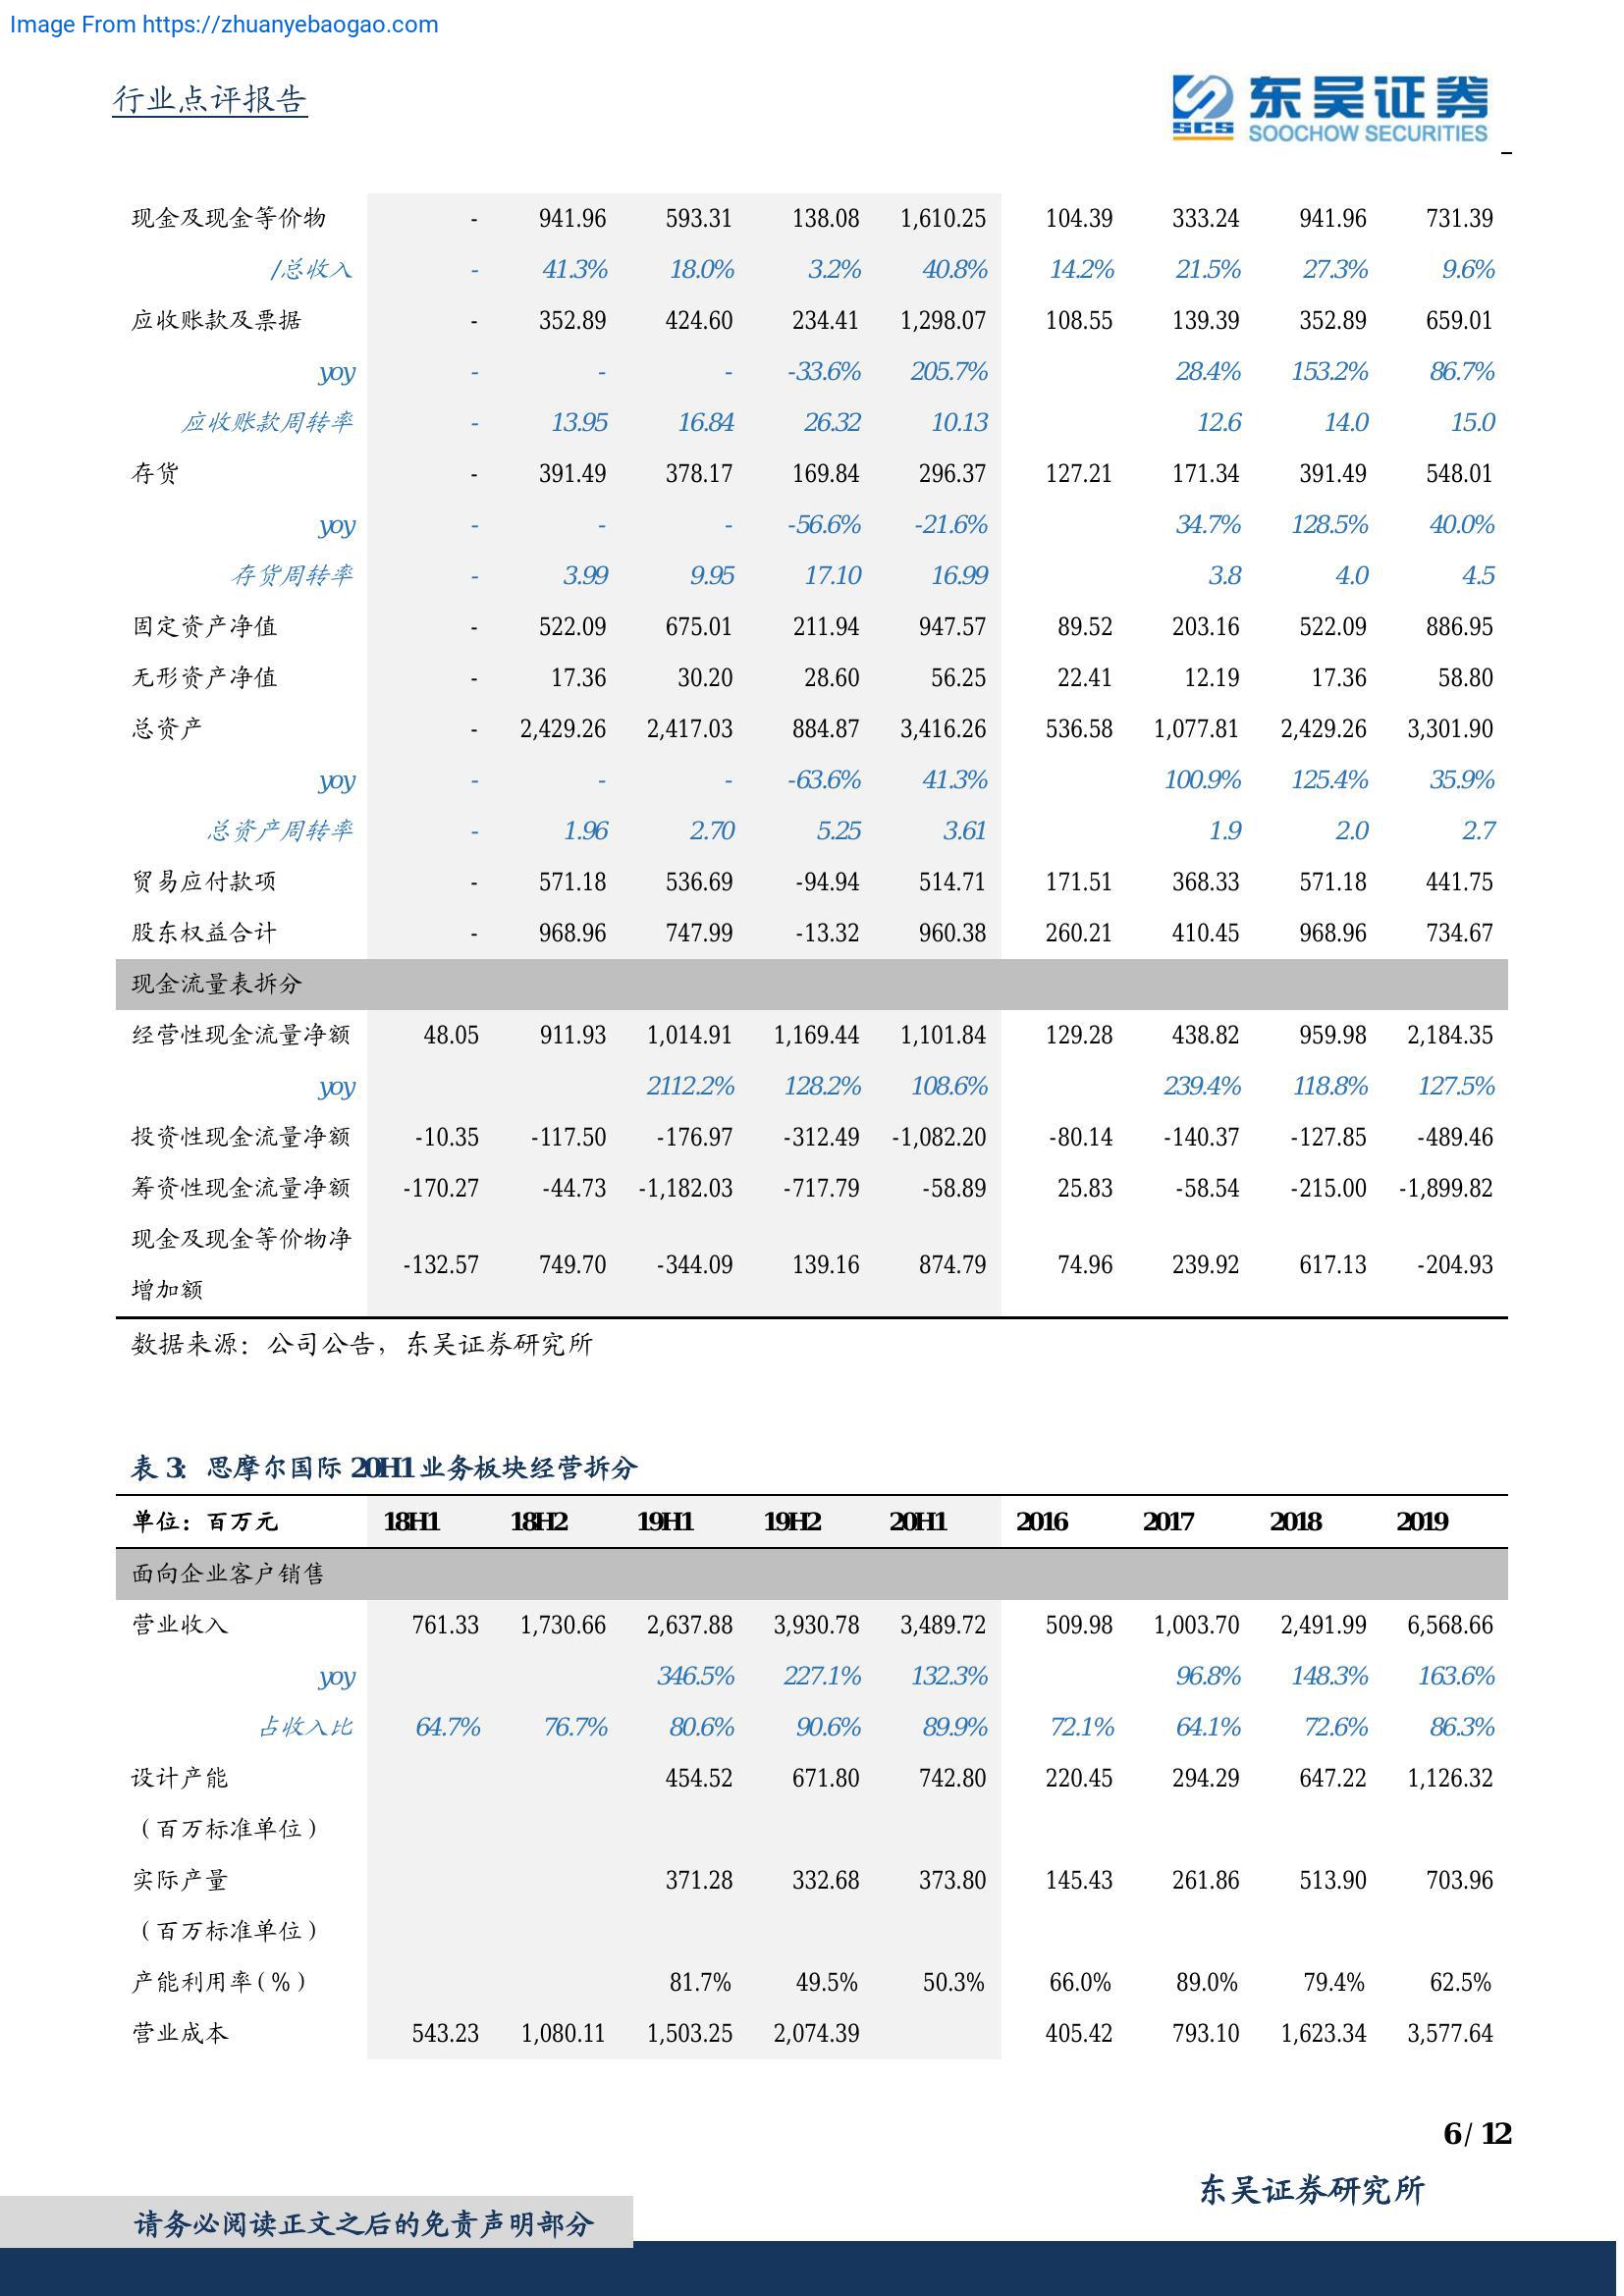 Image From https://zhuanyebaogao.com
行业点评报告
SCS 东吴证券
SOOCHOW SECURITIES
现金及现金等价物 - 941.96 593.31 138.08 1,610.25 104.39 333.24 941.96 731.39
/总收入 - 41.3% 18.0% 3.2% 40.8% 14.2% 21.5% 27.3% 9.6%
应收账款及票据 - 352.89 424.60 234.41 1,298.07 108.55 139.39 352.89 659.01
yoy - - - -33.6% 205.7% 28.4% 153.2% 86.7%
应收账款周转率 - 13.95 16.84 26.32 10.13 12.6 14.0 15.0
存货 - 391.49 378.17 169.84 296.37 127.21 171.34 391.49 548.01
yoy - - - -56.6% -21.6% 34.7% 128.5% 40.0%
存货周转率 - 3.99 9.95 17.10 16.99 3.8 4.0 4.5
固定资产净值 - 522.09 675.01 211.94 947.57 89.52 203.16 522.09 886.95
无形资产净值 - 17.36 30.20 28.60 56.25 22.41 12.19 17.36 58.80
总资产 - 2,429.26 2,417.03 884.87 3,416.26 536.58 1,077.81 2,429.26 3,301.90
yoy - - - -63.6% 41.3% 100.9% 125.4% 35.9%
总资产周转率 - 1.96 2.70 5.25 3.61 1.9 2.0 2.7
贸易应付款项 - 571.18 536.69 -94.94 514.71 171.51 368.33 571.18 441.75
股东权益合计 - 968.96 747.99 -13.32 960.38 260.21 410.45 968.96 734.67
现金流量表拆分
经营性现金流量净额 48.05 911.93 1,014.91 1,169.44 1,101.84 129.28 438.82 959.98 2,184.35
yoy 2112.2% 128.2% 108.6% 239.4% 118.8% 127.5%
投资性现金流量净额 -10.35 -117.50 -176.97 -312.49 -1,082.20 -80.14 -140.37 -127.85 -489.46
筹资性现金流量净额 -170.27 -44.73 -1,182.03 -717.79 -58.89 25.83 -58.54 -215.00 -1,899.82
现金及现金等价物净
增加额 -132.57 749.70 -344.09 139.16 874.79 74.96 239.92 617.13 -204.93
数据来源：公司公告，东吴证券研究所
表 3：思摩尔国际 20H1 业务板块经营拆分
单位：百万元 18H1 18H2 19H1 19H2 20H1 2016 2017 2018 2019
面向企业客户销售
营业收入 761.33 1,730.66 2,637.88 3,930.78 3,489.72 509.98 1,003.70 2,491.99 6,568.66
yoy 346.5% 227.1% 132.3% 96.8% 148.3% 163.6%
占收入比 64.7% 76.7% 80.6% 90.6% 89.9% 72.1% 64.1% 72.6% 86.3%
设计产能 454.52 671.80 742.80 220.45 294.29 647.22 1,126.32
（百万标准单位）
实际产量 371.28 332.68 373.80 145.43 261.86 513.90 703.96
（百万标准单位）
产能利用率(%) 81.7% 49.5% 50.3% 66.0% 89.0% 79.4% 62.5%
营业成本 543.23 1,080.11 1,503.25 2,074.39 405.42 793.10 1,623.34 3,577.64
6 / 12
东吴证券研究所
请务必阅读正文之后的免责声明部分